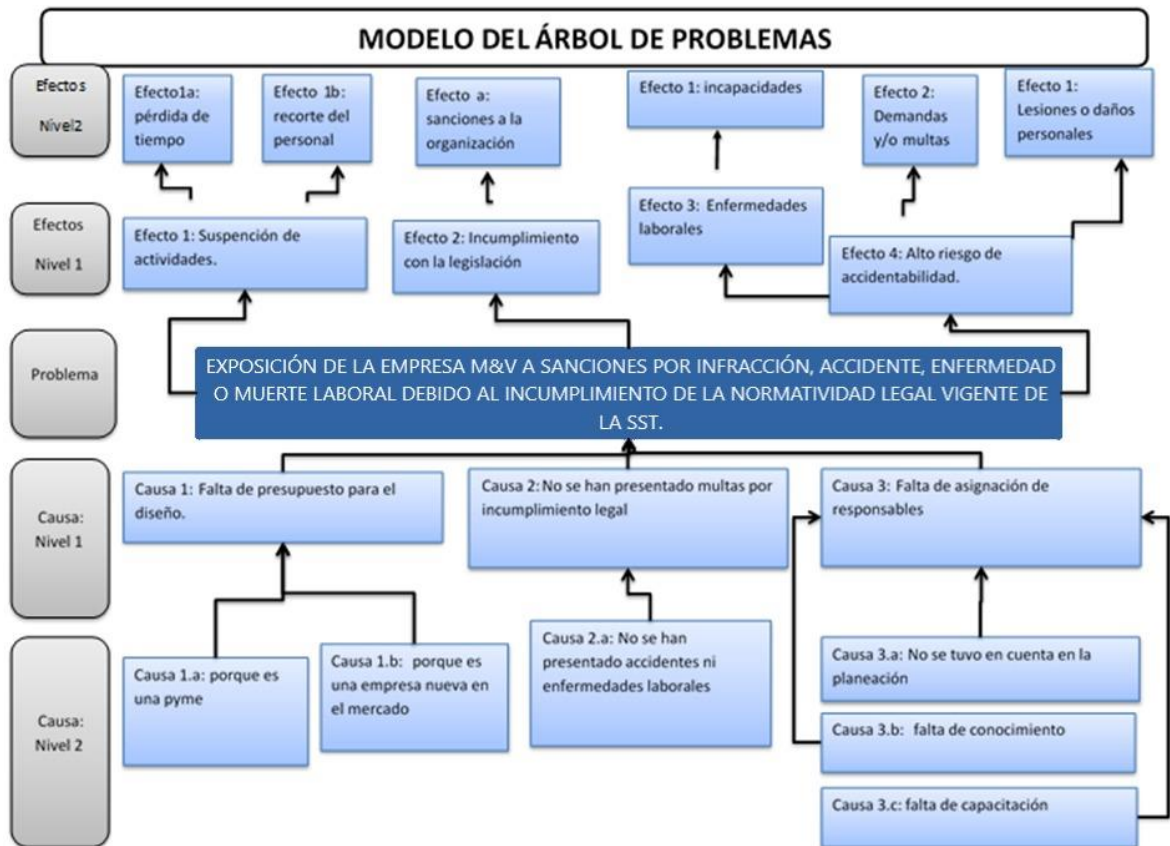 MODELO DEL ÁRBOL DE PROBLEMAS
Efectos
Nivel2
Efecto1a:
pérdida de
tiempo
Efecto 1b:
recorte del
personal
Efecto a:
sanciones a la
organización
Efecto 1: incapacidades
Efecto 2:
Demandas
y/o multas
Efecto 1:
Lesiones o daños
personales
Efectos
Nivel 1
Efecto 1: Suspención de
actividades.
Efecto 2: Incumplimiento
con la legislación
Efecto 3: Enfermedades
laborales
Efecto 4: Alto riesgo de
accidentabilidad.
Problema
EXPOSICIÓN DE LA EMPRESA M&V A SANCIONES POR INFRACCIÓN, ACCIDENTE, ENFERMEDAD
O MUERTE LABORAL DEBIDO AL INCUMPLIMIENTO DE LA NORMATIVIDAD LEGAL VIGENTE DE
LA SST.
Causa:
Nivel 1
Causa 1: Falta de presupuesto para el
diseño.
Causa 2: No se han presentado multas por
incumplimiento legal
Causa 3: Falta de asignación de
responsables
Causa:
Nivel 2
Causa 1.a: porque es
una pyme
Causa 1.b: porque es
una empresa nueva en
el mercado
Causa 2.a: No se han
presentado accidentes ni
enfermedades laborales
Causa 3.a: No se tuvo en cuenta en la
planeación
Causa 3.b: falta de conocimiento
Causa 3.c: falta de capacitación